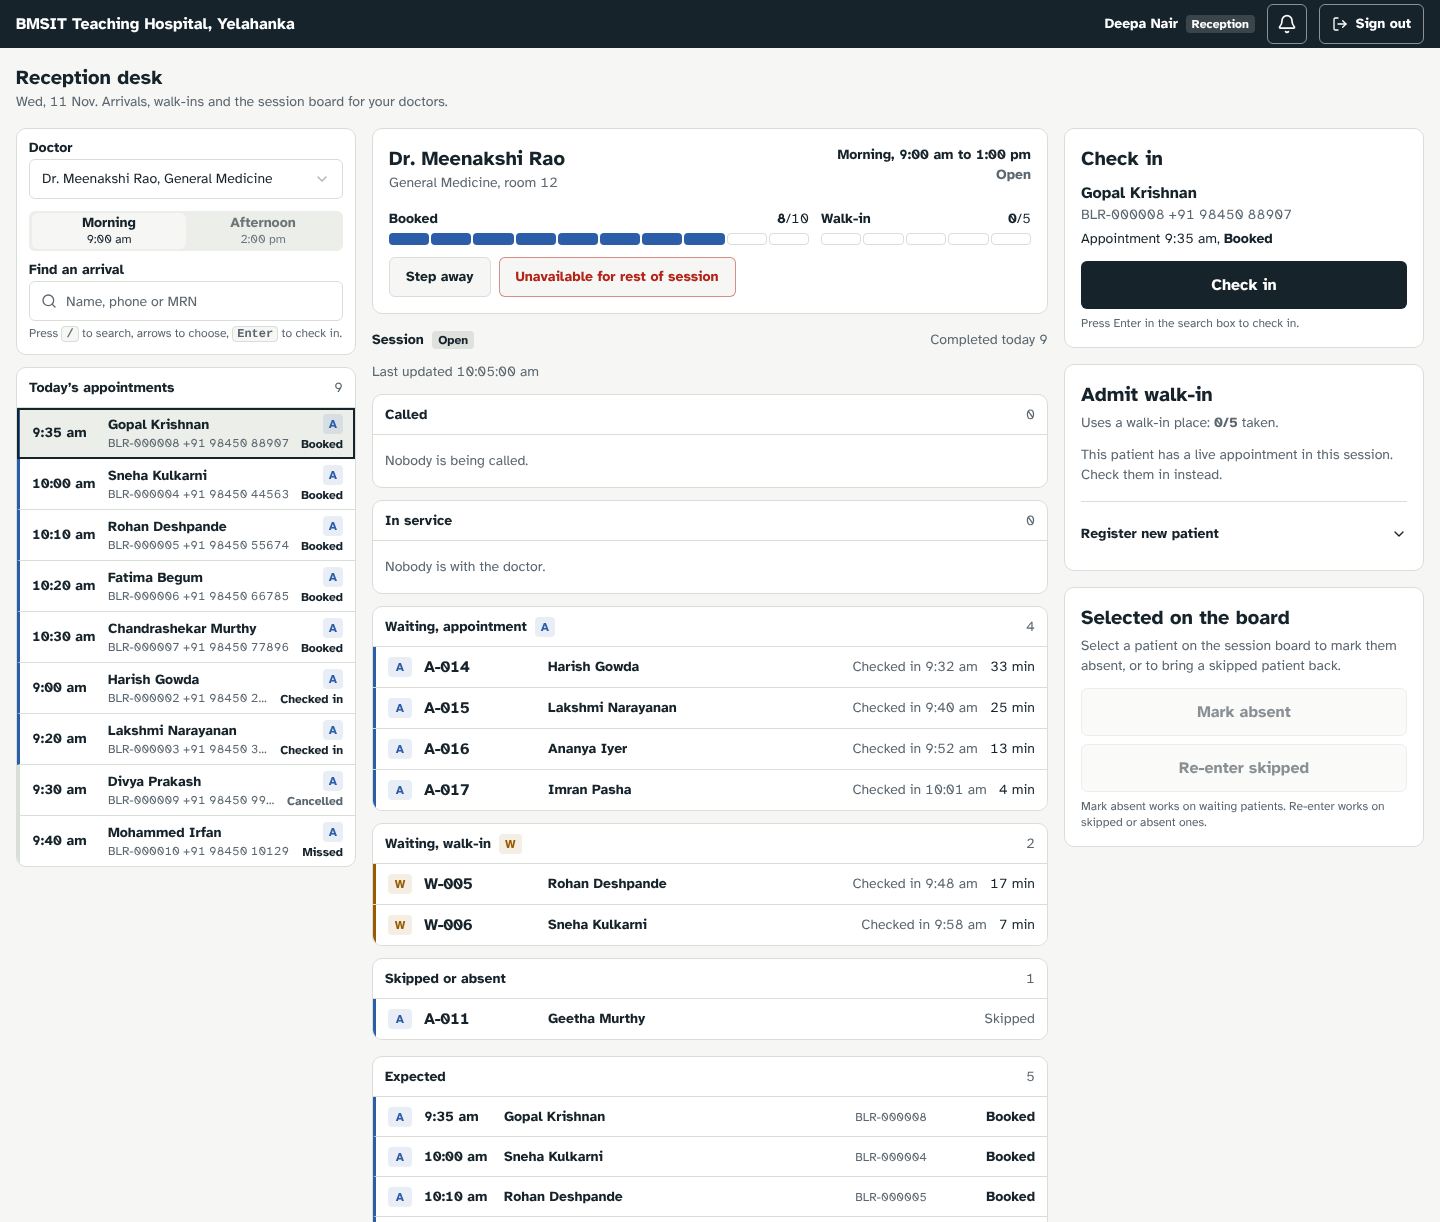 BMSIT Teaching Hospital, Yelahanka
Deepa Nair Reception Sign out
Reception desk
Wed, 11 Nov. Arrivals, walk-ins and the session board for your doctors.
Doctor
Dr. Meenakshi Rao, General Medicine
Morning
9:00 am
Afternoon
2:00 pm
Find an arrival
Name, phone or MRN
Press / to search, arrows to choose, Enter to check in.
Today's appointments 9
9:35 am Gopal Krishnan A
BLR-000008 +91 98450 88907 Booked
10:00 am Sneha Kulkarni A
BLR-000004 +91 98450 44563 Booked
10:10 am Rohan Deshpande A
BLR-000005 +91 98450 55674 Booked
10:20 am Fatima Begum A
BLR-000006 +91 98450 66785 Booked
10:30 am Chandrashekar Murthy A
BLR-000007 +91 98450 77896 Booked
9:00 am Harish Gowda A
BLR-000002 +91 98450 2... Checked in
9:20 am Lakshmi Narayanan A
BLR-000003 +91 98450 3... Checked in
9:30 am Divya Prakash A
BLR-000009 +91 98450 99... Cancelled
9:40 am Mohammed Irfan A
BLR-000010 +91 98450 10129 Missed
Dr. Meenakshi Rao
General Medicine, room 12
Morning, 9:00 am to 1:00 pm
Open
Booked 8/10
Walk-in 0/5
Step away
Unavailable for rest of session
Session Open Completed today 9
Last updated 10:05:00 am
Called 0
Nobody is being called.
In service 0
Nobody is with the doctor.
Waiting, appointment A 4
A A-014 Harish Gowda Checked in 9:32 am 33 min
A A-015 Lakshmi Narayanan Checked in 9:40 am 25 min
A A-016 Ananya Iyer Checked in 9:52 am 13 min
A A-017 Imran Pasha Checked in 10:01 am 4 min
Waiting, walk-in W 2
W W-005 Rohan Deshpande Checked in 9:48 am 17 min
W W-006 Sneha Kulkarni Checked in 9:58 am 7 min
Skipped or absent 1
A A-011 Geetha Murthy Skipped
Expected 5
A 9:35 am Gopal Krishnan BLR-000008 Booked
A 10:00 am Sneha Kulkarni BLR-000004 Booked
A 10:10 am Rohan Deshpande BLR-000005 Booked
Check in
Gopal Krishnan
BLR-000008 +91 98450 88907
Appointment 9:35 am, Booked
Check in
Press Enter in the search box to check in.
Admit walk-in
Uses a walk-in place: 0/5 taken.
This patient has a live appointment in this session.
Check them in instead.
Register new patient
Selected on the board
Select a patient on the session board to mark them
absent, or to bring a skipped patient back.
Mark absent
Re-enter skipped
Mark absent works on waiting patients. Re-enter works on
skipped or absent ones.